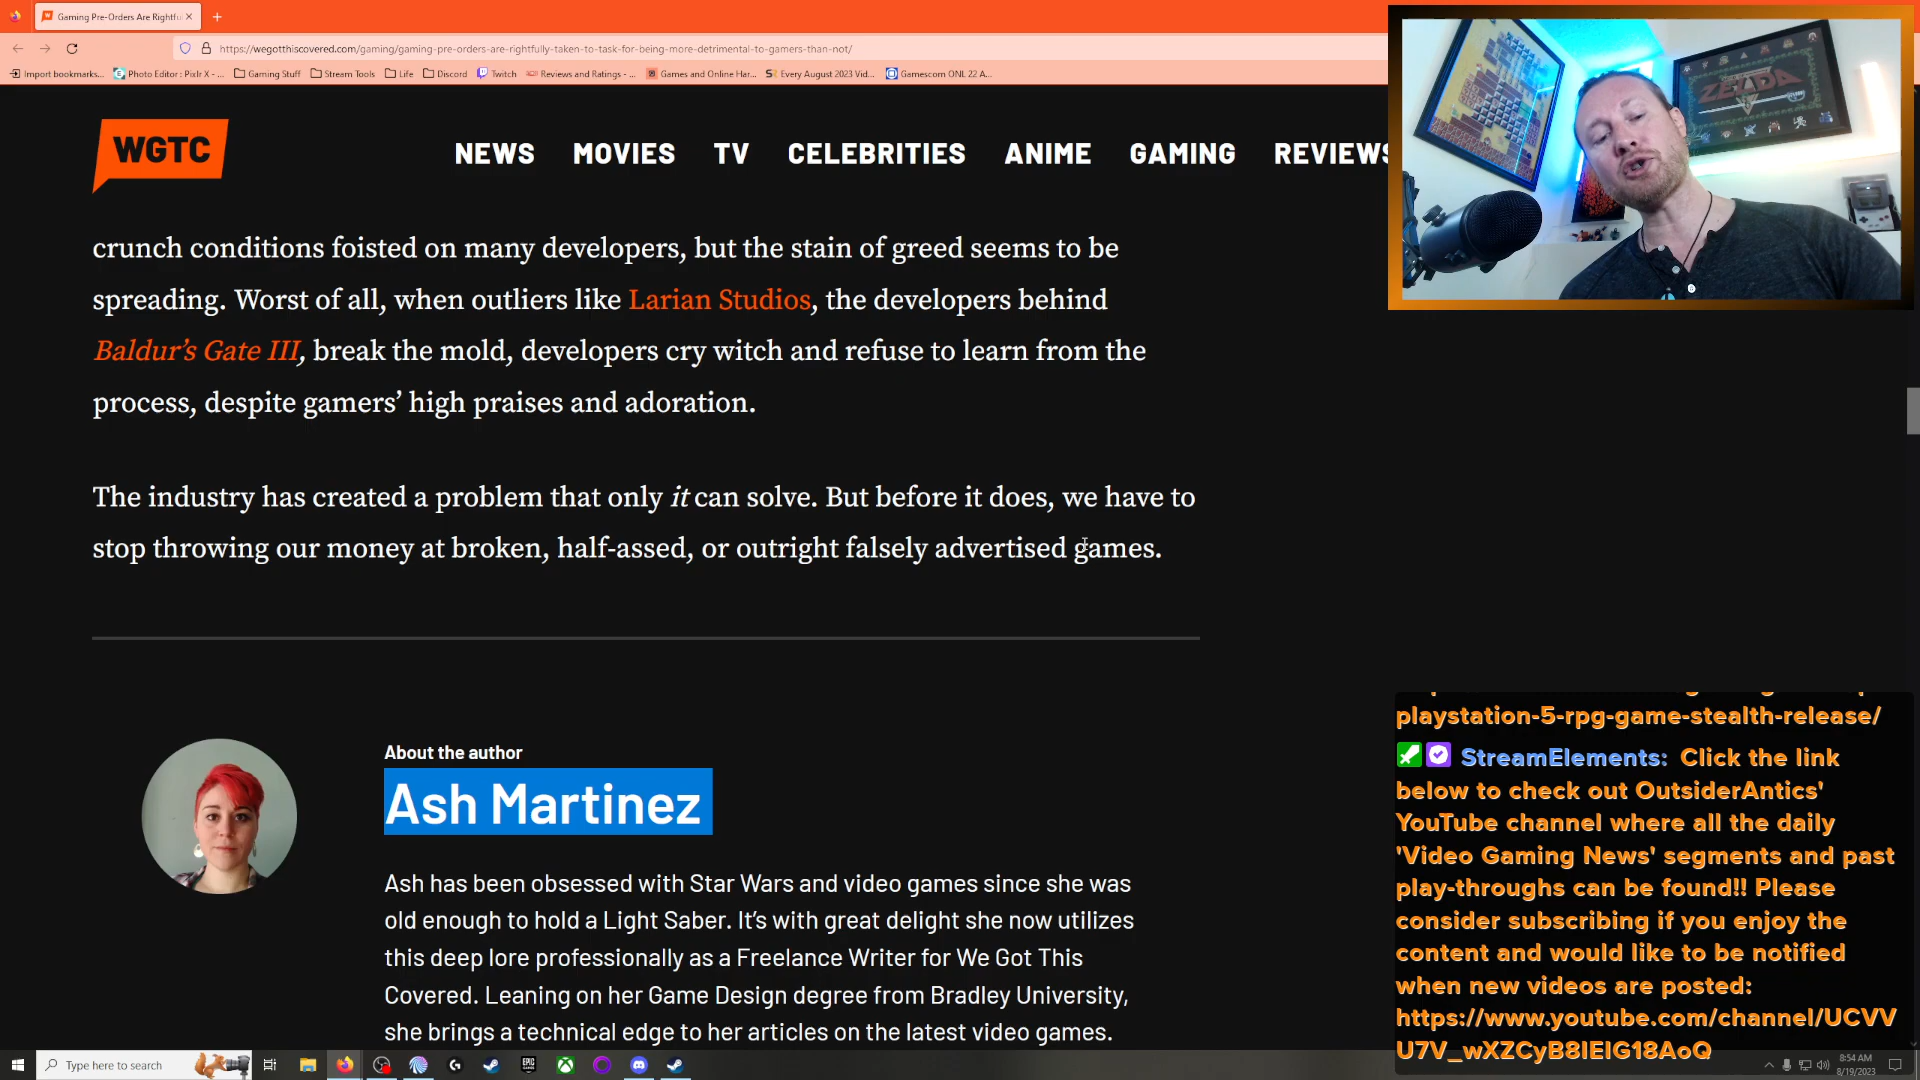 Gaming Pre-Orders Are Rightfu
https://wegotthiscovered.com/gaming/gaming-pre-orders-are-rightfully-taken-to-task-for-being-more-detrimental-to-gamers-than-not/
Import bookmarks... Photo Editor : Pixlr X - ... Gaming Stuff Stream Tools Life Discord Twitch Reviews and Ratings - ... Games and Online Har... Every August 2023 Vid... Gamescom ONL 22 A...
ZELDA
WGTC NEWS MOVIES TV CELEBRITIES ANIME GAMING REVIEWS
crunch conditions foisted on many developers, but the stain of greed seems to be
spreading. Worst of all, when outliers like Larian Studios, the developers behind
Baldur's Gate III, break the mold, developers cry witch and refuse to learn from the
process, despite gamers' high praises and adoration.
The industry has created a problem that only it can solve. But before it does, we have to
stop throwing our money at broken, half-assed, or outright falsely advertised games.
About the author
Ash Martinez
Ash has been obsessed with Star Wars and video games since she was
old enough to hold a Light Saber. It's with great delight she now utilizes
this deep lore professionally as a Freelance Writer for We Got This
Covered. Leaning on her Game Design degree from Bradley University,
she brings a technical edge to her articles on the latest video games.
playstation-5-rpg-game-stealth-release/
StreamElements: Click the link
below to check out OutsiderAntics'
YouTube channel where all the daily
'Video Gaming News' segments and past
play-throughs can be found!! Please
consider subscribing if you enjoy the
content and would like to be notified
when new videos are posted:
https://www.youtube.com/channel/UCVV
U7V_wXZCyB8IEIG18AoQ
Type here to search
8:54 AM
8/19/2023